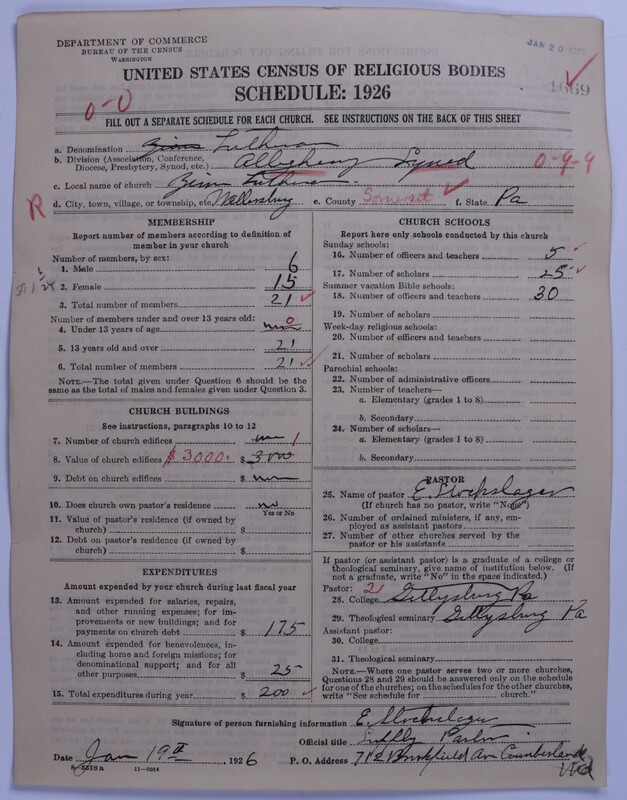 DEPARTMENT OF COMMERCE
BUREAU OF THE CENSUS
WASHINGTON
JAN 20
UNITED STATES CENSUS OF RELIGIOUS BODIES
SCHEDULE: 1926
1669
0-0
FILL OUT A SEPARATE SCHEDULE FOR EACH CHURCH. SEE INSTRUCTIONS ON THE BACK OF THIS SHEET
a. Denomination Zion Lutheran
b. Division (Association, Conference, Diocese, Presbytery, Synod, etc.) Allegheny Synod 0-9-9
c. Local name of church Zion Lutheran
R
d. City, town, village, or township, etc. Wellersburg e. County Somerset f. State Pa
MEMBERSHIP
Report number of members according to definition of
member in your church
Number of members, by sex:
1. Male 6
2. Female 15
3. Total number of members 21
Number of members under and over 13 years old:
4. Under 13 years of age 0
5. 13 years old and over 21
6. Total number of members 21
NOTE.—The total given under Question 6 should be the
same as the total of males and females given under Question 3.
CHURCH BUILDINGS
See instructions, paragraphs 10 to 12
7. Number of church edifices 1
8. Value of church edifices $3000. $ 3000
9. Debt on church edifices $
10. Does church own pastor's residence no
Yes or No
11. Value of pastor's residence (if owned by
church) $
12. Debt on pastor's residence (if owned by
church) $
EXPENDITURES
Amount expended by your church during last fiscal year
13. Amount expended for salaries, repairs,
and other running expenses; for im-
provements or new buildings; and for
payments on church debt $ 175
14. Amount expended for benevolences, in-
cluding home and foreign missions; for
denominational support; and for all
other purposes $ 25
15. Total expenditures during year $ 200
CHURCH SCHOOLS
Report here only schools conducted by this church
Sunday schools:
16. Number of officers and teachers 5
17. Number of scholars 25
Summer vacation Bible schools:
18. Number of officers and teachers 30
19. Number of scholars
Week-day religious schools:
20. Number of officers and teachers
21. Number of scholars
Parochial schools:
22. Number of administrative officers
23. Number of teachers—
a. Elementary (grades 1 to 8)
b. Secondary
24. Number of scholars—
a. Elementary (grades 1 to 8)
b. Secondary
PASTOR
25. Name of pastor E. Stockslager
(If church has no pastor, write "None")
26. Number of ordained ministers, if any, em-
ployed as assistant pastors
27. Number of other churches served by the
pastor or his assistants
If pastor (or assistant pastor) is a graduate of a college or
theological seminary, give name of institution below. (If
not a graduate, write "No" in the space indicated.)
Pastor: 2
28. College Gettysburg Pa
29. Theological seminary Gettysburg Pa
Assistant pastor:
30. College
31. Theological seminary
NOTE.—Where one pastor serves two or more churches,
Questions 28 and 29 should be answered only on the schedule
for one of the churches; on the schedules for the other churches,
write "See schedule for church."
Signature of person furnishing information E. Stockslager
Official title Supply Pastor
Date Jan 19th, 1926 P. O. Address 712 Brookfield Av Cumberland Md
8-5518a 11-9024